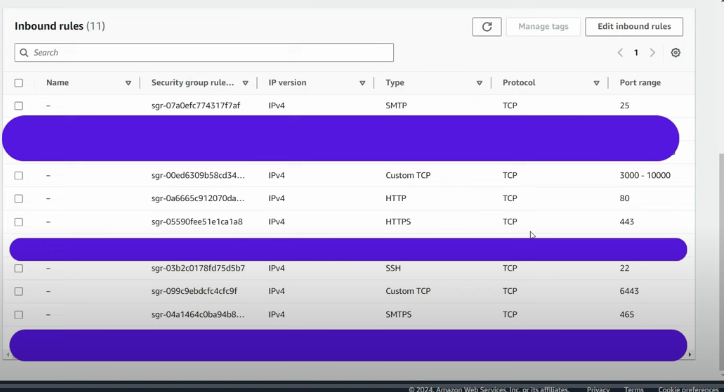 Inbound rules (11)
Manage tags
Edit inbound rules
Search
1
Name Security group rule... IP version Type Protocol Port range
– sgr-07a0efc774317f7af IPv4 SMTP TCP 25
– sgr-00ed6309b58cd34... IPv4 Custom TCP TCP 3000 - 10000
– sgr-0a6665c912070da... IPv4 HTTP TCP 80
– sgr-05590fee51e1ca1a8 IPv4 HTTPS TCP 443
– sgr-03b2c0178fd75d5b7 IPv4 SSH TCP 22
– sgr-099c9ebdcfc4cfc9f IPv4 Custom TCP TCP 6443
– sgr-04a1464c0ba94b8... IPv4 SMTPS TCP 465
© 2024, Amazon Web Services, Inc. or its affiliates. Privacy Terms Cookie preferences